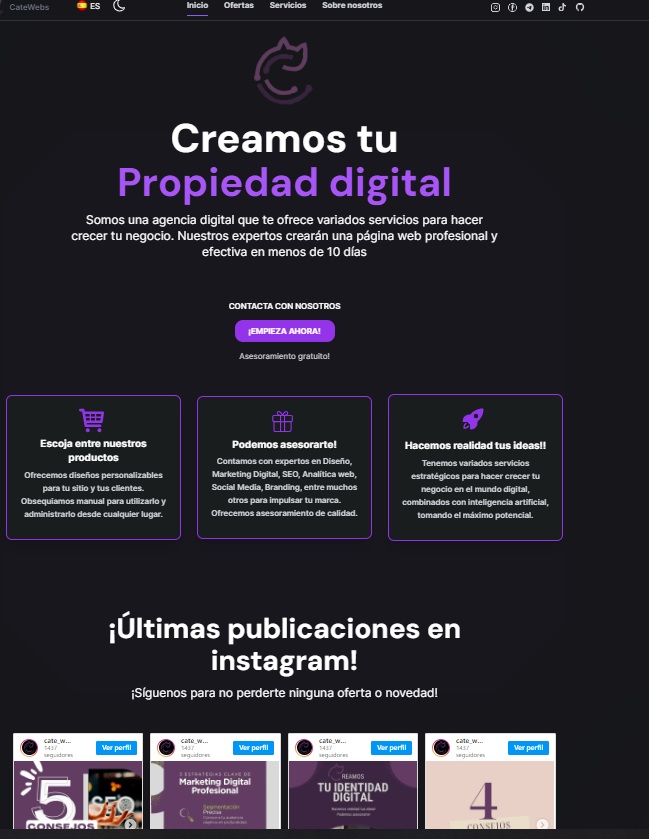 CateWebs
ES
Inicio Ofertas Servicios Sobre nosotros
Creamos tu
Propiedad digital
Somos una agencia digital que te ofrece variados servicios para hacer
crecer tu negocio. Nuestros expertos crearán una página web profesional y
efectiva en menos de 10 días
CONTACTA CON NOSOTROS
¡EMPIEZA AHORA!
Asesoramiento gratuito!
Escoja entre nuestros
productos
Ofrecemos diseños personalizables
para tu sitio y tus clientes.
Obsequiamos manual para utilizarlo y
administrarlo desde cualquier lugar.
Podemos asesorarte!
Contamos con expertos en Diseño,
Marketing Digital, SEO, Analítica web,
Social Media, Branding, entre muchos
otros para impulsar tu marca.
Ofrecemos asesoramiento de calidad.
Hacemos realidad tus ideas!!
Tenemos variados servicios
estratégicos para hacer crecer tu
negocio en el mundo digital,
combinados con inteligencia artificial,
tomando el máximo potencial.
¡Últimas publicaciones en
instagram!
¡Síguenos para no perderte ninguna oferta o novedad!
cate_w...
1437
seguidores
Ver perfil
5
CONSEJOS
cate_w...
1437
seguidores
Ver perfil
3 ESTRATEGIAS CLAVE DE
Marketing Digital
Profesional
Segmentación
Precisa
cate_w...
1437
seguidores
Ver perfil
REAMOS
TU IDENTIDAD
DIGITAL
cate_w...
1437
seguidores
Ver perfil
4
CONSEJOS